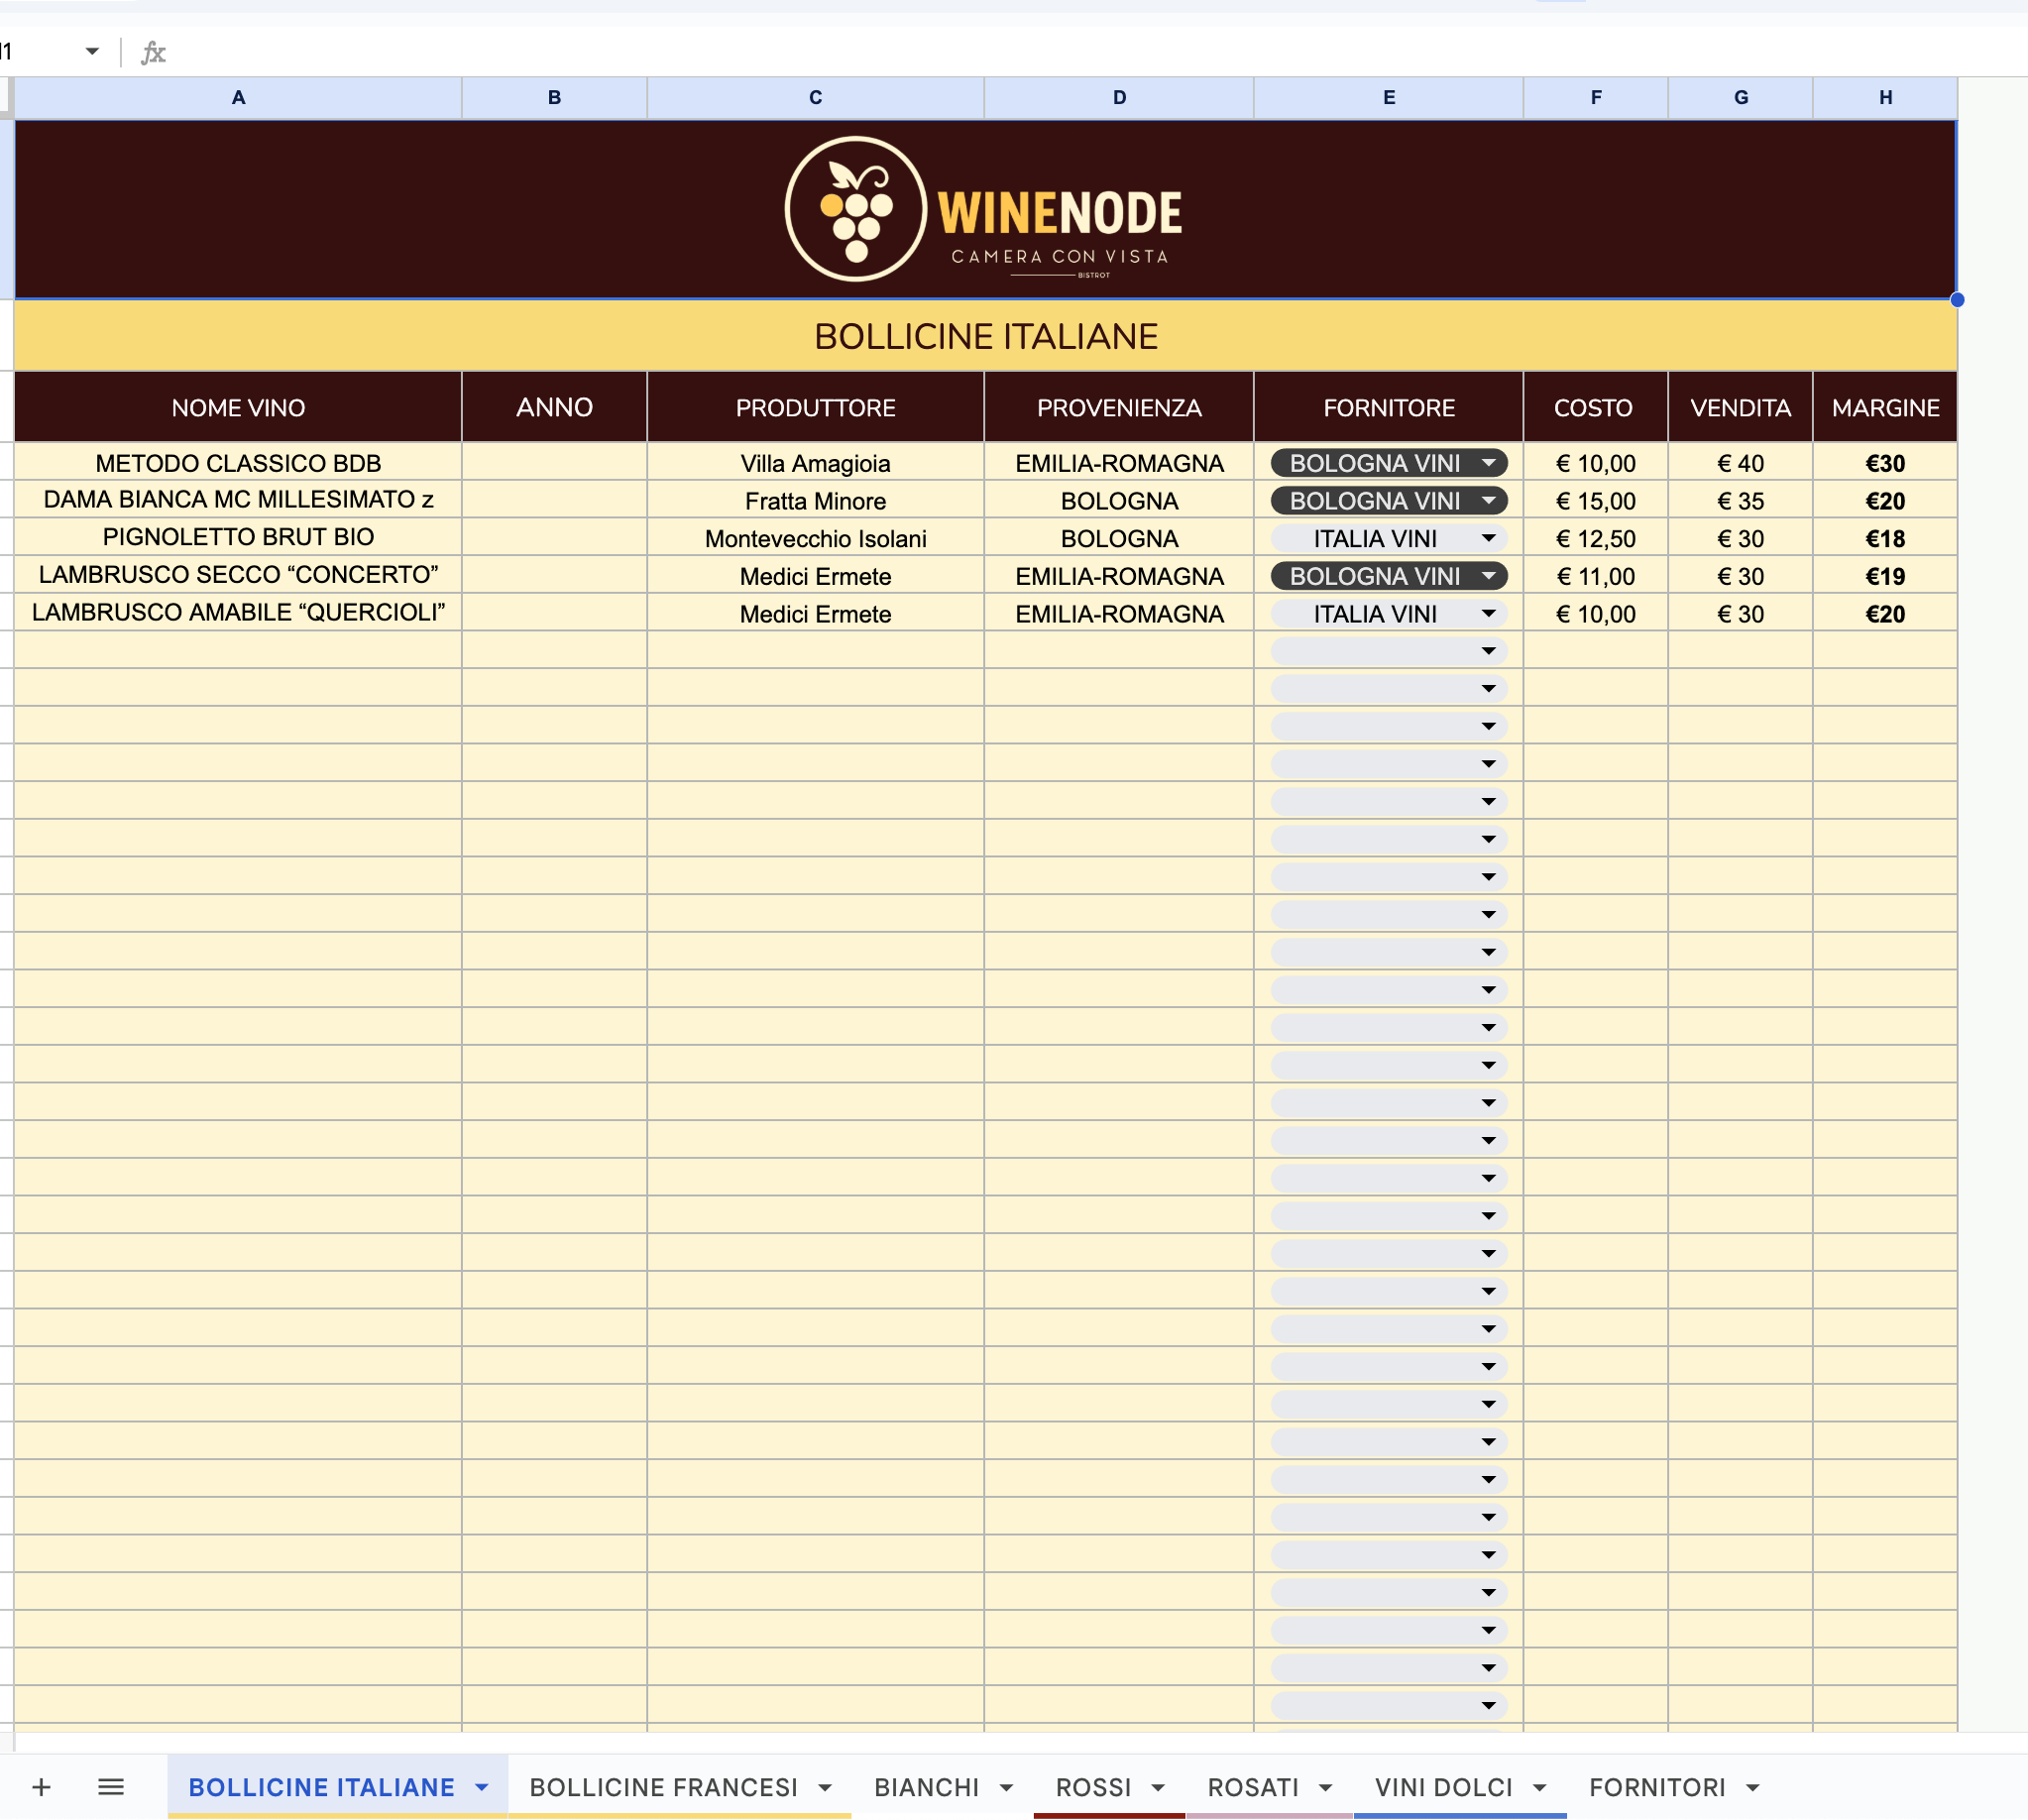 fx
A B C D E F G H
WINENODE
CAMERA CON VISTA
BISTROT
BOLLICINE ITALIANE
NOME VINO ANNO PRODUTTORE PROVENIENZA FORNITORE COSTO VENDITA MARGINE
METODO CLASSICO BDB Villa Amagioia EMILIA-ROMAGNA BOLOGNA VINI € 10,00 € 40 €30
DAMA BIANCA MC MILLESIMATO z Fratta Minore BOLOGNA BOLOGNA VINI € 15,00 € 35 €20
PIGNOLETTO BRUT BIO Montevecchio Isolani BOLOGNA ITALIA VINI € 12,50 € 30 €18
LAMBRUSCO SECCO “CONCERTO” Medici Ermete EMILIA-ROMAGNA BOLOGNA VINI € 11,00 € 30 €19
LAMBRUSCO AMABILE “QUERCIOLI” Medici Ermete EMILIA-ROMAGNA ITALIA VINI € 10,00 € 30 €20
BOLLICINE ITALIANE BOLLICINE FRANCESI BIANCHI ROSSI ROSATI VINI DOLCI FORNITORI